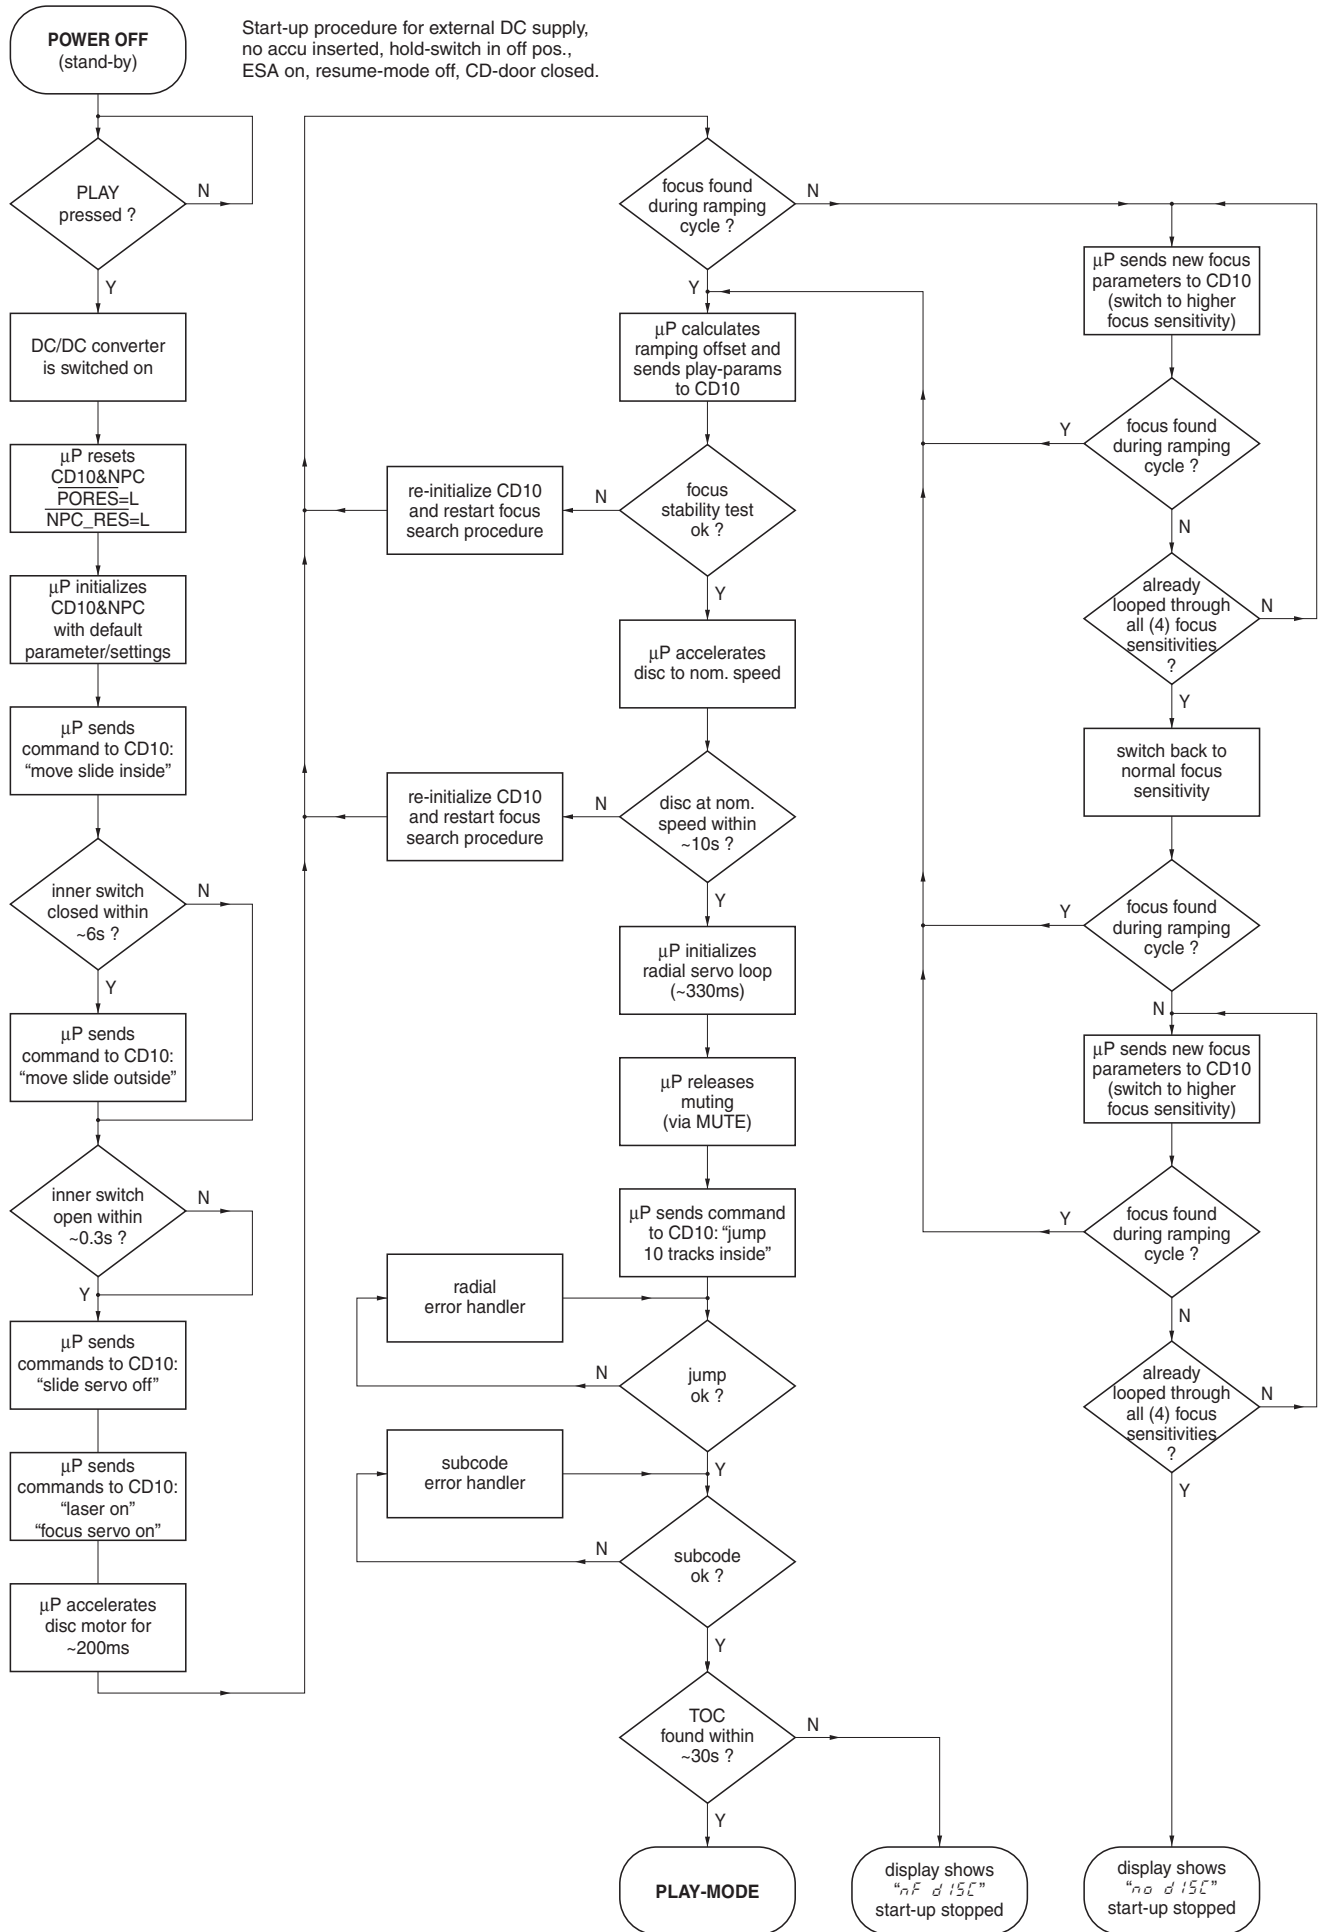 POWER OFF
(stand-by)
Start-up procedure for external DC supply,
no accu inserted, hold-switch in off pos.,
ESA on, resume-mode off, CD-door closed.
PLAY
pressed ?
N
Y
DC/DC converter
is switched on
µP resets
CD10&NPC
PORES=L
NPC_RES=L
µP initializes
CD10&NPC
with default
parameter/settings
µP sends
command to CD10:
“move slide inside”
inner switch
closed within
~6s ?
N
Y
µP sends
command to CD10:
“move slide outside”
inner switch
open within
~0.3s ?
N
Y
µP sends
commands to CD10:
“slide servo off”
µP sends
commands to CD10:
“laser on”
“focus servo on”
µP accelerates
disc motor for
~200ms
focus found
during ramping
cycle ?
N
Y
µP calculates
ramping offset and
sends play-params
to CD10
focus
stability test
ok ?
N
re-initialize CD10
and restart focus
search procedure
Y
µP accelerates
disc to nom. speed
disc at nom.
speed within
~10s ?
N
re-initialize CD10
and restart focus
search procedure
Y
µP initializes
radial servo loop
(~330ms)
µP releases
muting
(via MUTE)
µP sends command
to CD10: “jump
10 tracks inside”
radial
error handler
jump
ok ?
N
Y
subcode
error handler
subcode
ok ?
N
Y
TOC
found within
~30s ?
N
Y
PLAY-MODE
display shows
“nF dISC”
start-up stopped
µP sends new focus
parameters to CD10
(switch to higher
focus sensitivity)
focus found
during ramping
cycle ?
Y
N
already
looped through
all (4) focus
sensitivities
?
N
Y
switch back to
normal focus
sensitivity
focus found
during ramping
cycle ?
Y
N
µP sends new focus
parameters to CD10
(switch to higher
focus sensitivity)
focus found
during ramping
cycle ?
Y
N
already
looped through
all (4) focus
sensitivities
?
N
Y
display shows
“no dISC”
start-up stopped